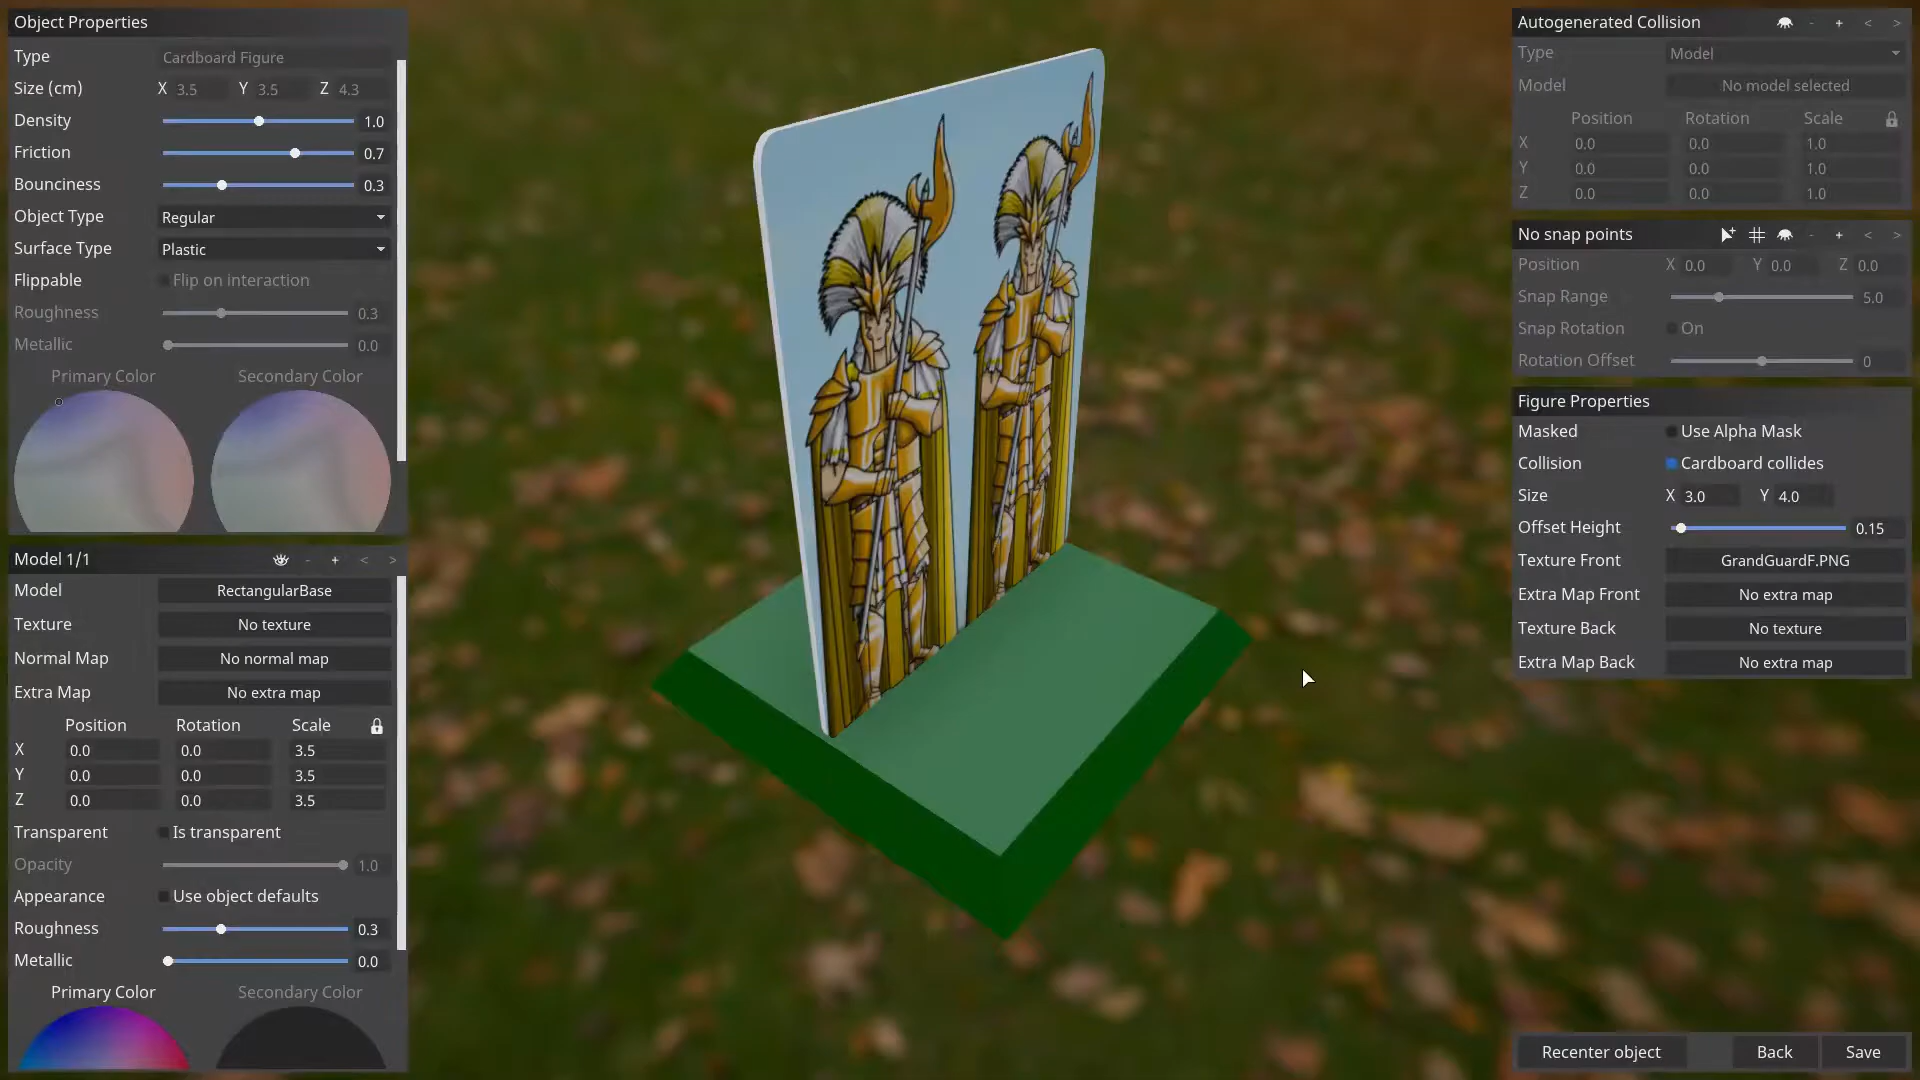 Object Properties
Type Cardboard Figure
Size (cm) X 3.5 Y 3.5 Z 4.3
Density 1.0
Friction 0.7
Bounciness 0.3
Object Type Regular
Surface Type Plastic
Flippable Flip on interaction
Roughness 0.3
Metallic 0.0
Primary Color Secondary Color
Model 1/1 - + < >
Model RectangularBase
Texture No texture
Normal Map No normal map
Extra Map No extra map
Position Rotation Scale
X 0.0 0.0 3.5
Y 0.0 0.0 3.5
Z 0.0 0.0 3.5
Transparent Is transparent
Opacity 1.0
Appearance Use object defaults
Roughness 0.3
Metallic 0.0
Primary Color Secondary Color
Autogenerated Collision - + < >
Type Model
Model No model selected
Position Rotation Scale
X 0.0 0.0 1.0
Y 0.0 0.0 1.0
Z 0.0 0.0 1.0
No snap points - + < >
Position X 0.0 Y 0.0 Z 0.0
Snap Range 5.0
Snap Rotation On
Rotation Offset 0
Figure Properties
Masked Use Alpha Mask
Collision Cardboard collides
Size X 3.0 Y 4.0
Offset Height 0.15
Texture Front GrandGuardF.PNG
Extra Map Front No extra map
Texture Back No texture
Extra Map Back No extra map
Recenter object Back Save